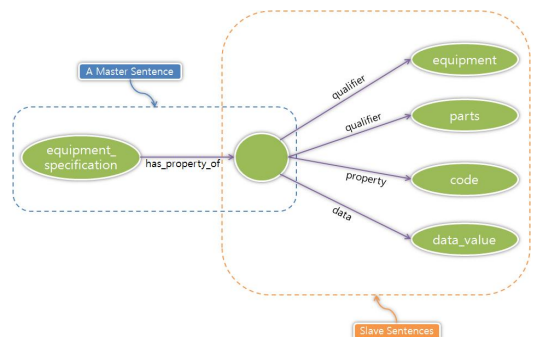 A Master Sentence
equipment_
specification
has_property_of
qualifier
equipment
qualifier
parts
property
code
data
data_value
Slave Sentences